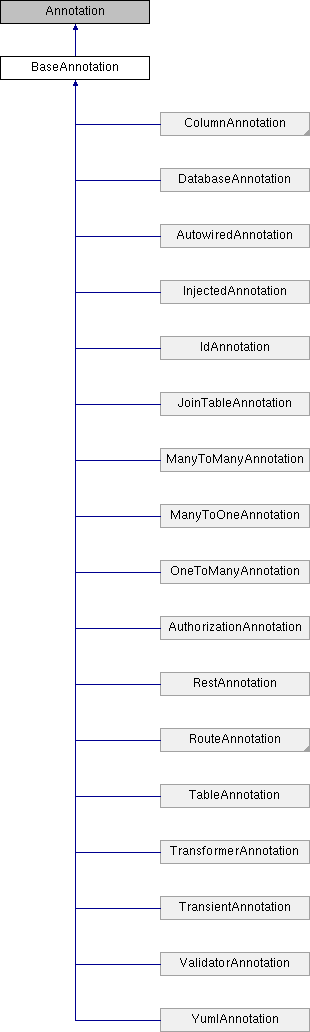 Annotation
BaseAnnotation
ColumnAnnotation
DatabaseAnnotation
AutowiredAnnotation
InjectedAnnotation
IdAnnotation
JoinTableAnnotation
ManyToManyAnnotation
ManyToOneAnnotation
OneToManyAnnotation
AuthorizationAnnotation
RestAnnotation
RouteAnnotation
TableAnnotation
TransformerAnnotation
TransientAnnotation
ValidatorAnnotation
YumlAnnotation